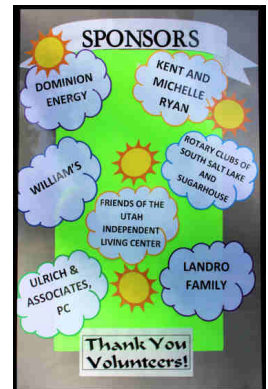 SPONSORS
DOMINION
ENERGY
KENT AND
MICHELLE
RYAN
WILLIAM'S
ROTARY CLUBS OF
SOUTH SALT LAKE
AND
SUGARHOUSE
FRIENDS OF THE
UTAH
INDEPENDENT
LIVING CENTER
ULRICH &
ASSOCIATES,
PC
LANDRO
FAMILY
Thank You
Volunteers!